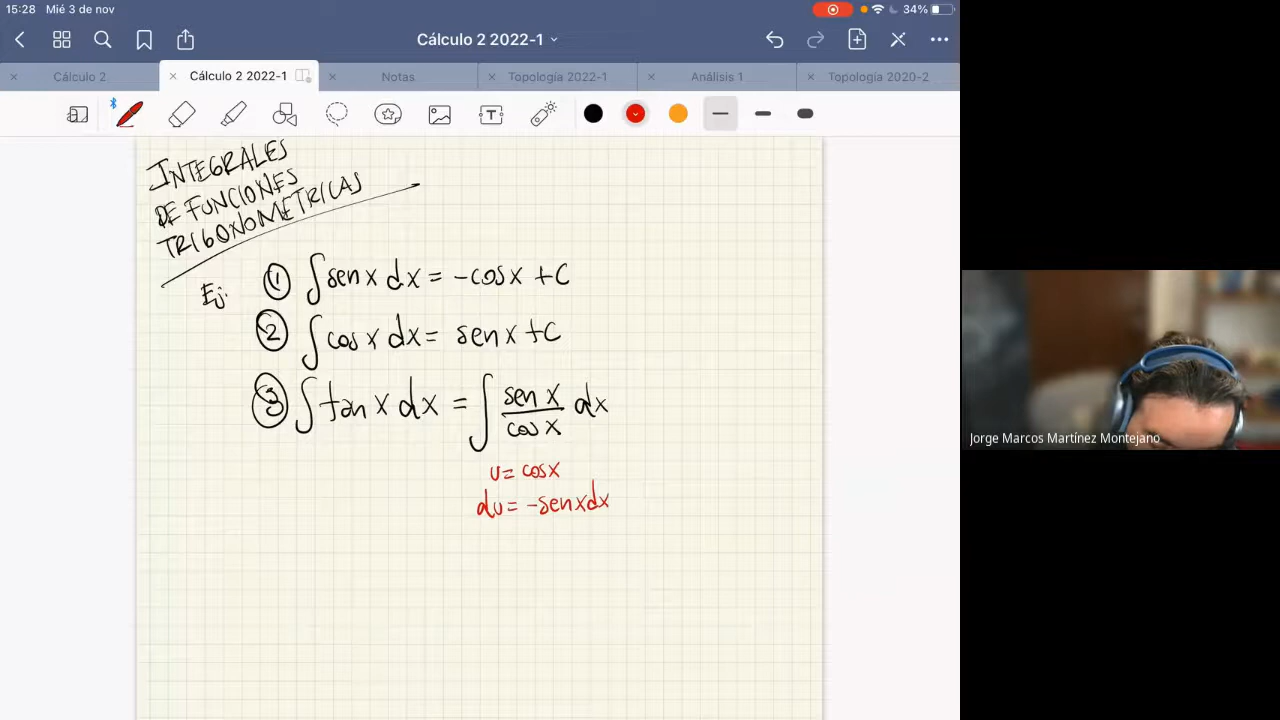 15:28 Mié 3 de nov
34%
Cálculo 2 2022-1
Cálculo 2
Cálculo 2 2022-1
Notas
Topología 2022-1
Análisis 1
Topología 2020-2
T
INTEGRALES
DE FUNCIONES
TRIGONOMÉTRICAS
Ej:
① ∫ sen x dx = -cos x + C
② ∫ cos x dx = sen x + C
③ ∫ tan x dx = ∫ sen x / cos x dx
u = cos x
du = -sen x dx
Jorge Marcos Martínez Montejano